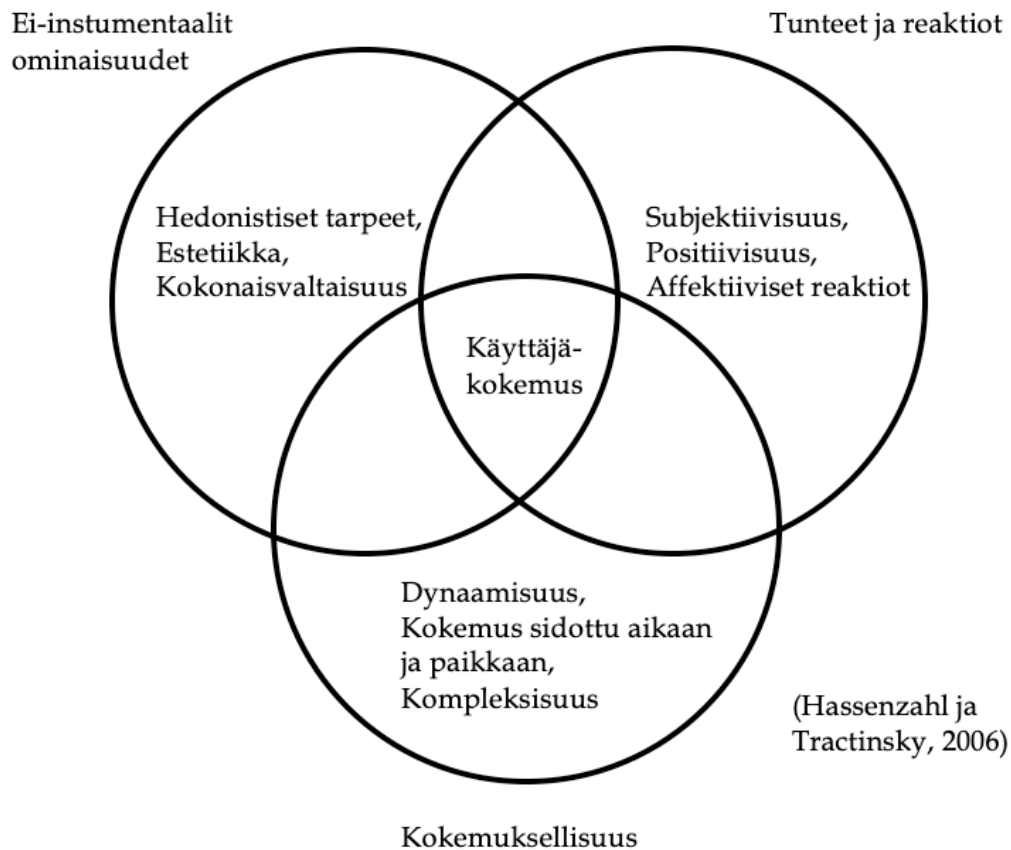 Ei-instumentaalit
ominaisuudet
Tunteet ja reaktiot
Hedonistiset tarpeet,
Estetiikka,
Kokonaisvaltaisuus
Subjektiivisuus,
Positiivisuus,
Affektiiviset reaktiot
Käyttäjä-
kokemus
Dynaamisuus,
Kokemus sidottu aikaan
ja paikkaan,
Kompleksisuus
(Hassenzahl ja
Tractinsky, 2006)
Kokemuksellisuus